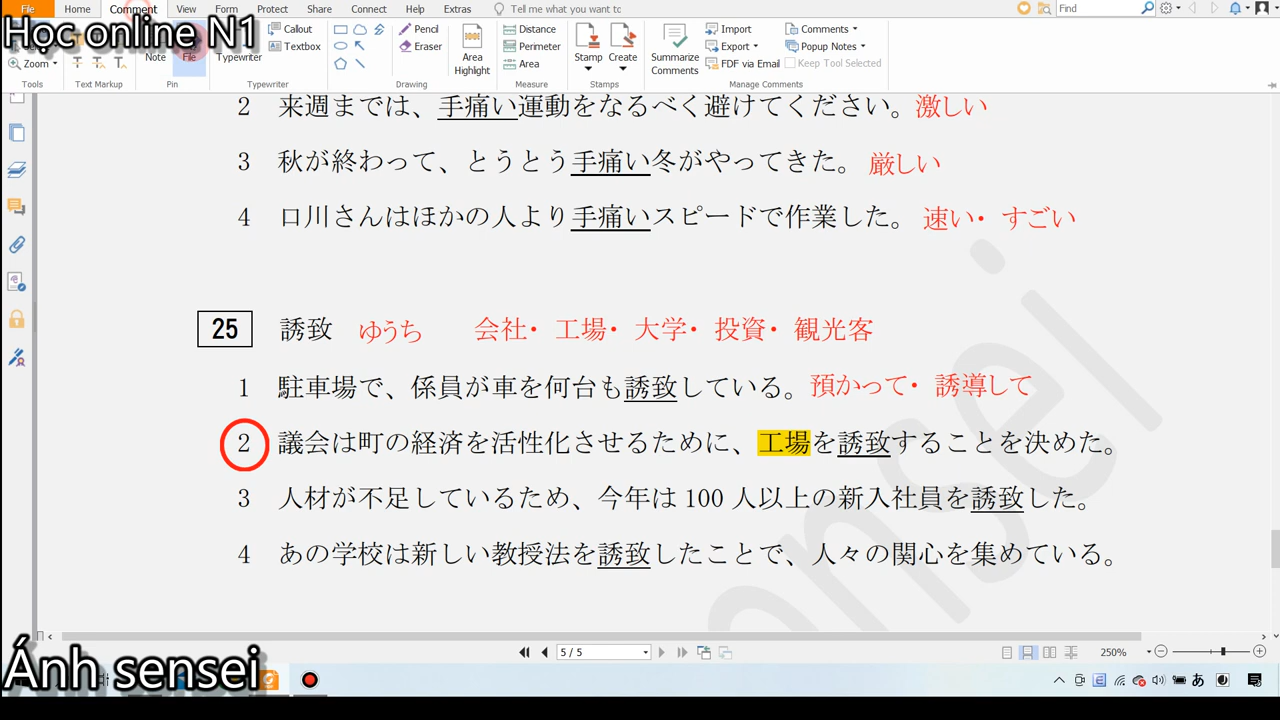 File Home Comment View Form Protect Share Connect Help Extras Tell me what you want to Find
Học online N1
Callout Pencil Distance Import Comments
Textbox Eraser Perimeter Export Popup Notes
Zoom Note File Typewriter Area Highlight Area Stamp Create Summarize Comments FDF via Email Keep Tool Selected
Tools Text Markup Pin Typewriter Drawing Measure Stamps Manage Comments
2 来週までは、手痛い運動をなるべく避けてください。激しい
3 秋が終わって、とうとう手痛い冬がやってきた。 厳しい
4 口川さんはほかの人より手痛いスピードで作業した。 速い・ すごい
25 誘致 ゆうち 会社・ 工場・ 大学・ 投資・ 観光客
1 駐車場で、係員が車を何台も誘致している。預かって・ 誘導して
2 議会は町の経済を活性化させるために、工場を誘致することを決めた。
3 人材が不足しているため、今年は 100 人以上の新入社員を誘致した。
4 あの学校は新しい教授法を誘致したことで、人々の関心を集めている。
nsei
5 / 5 250%
Ánh sensei
あ